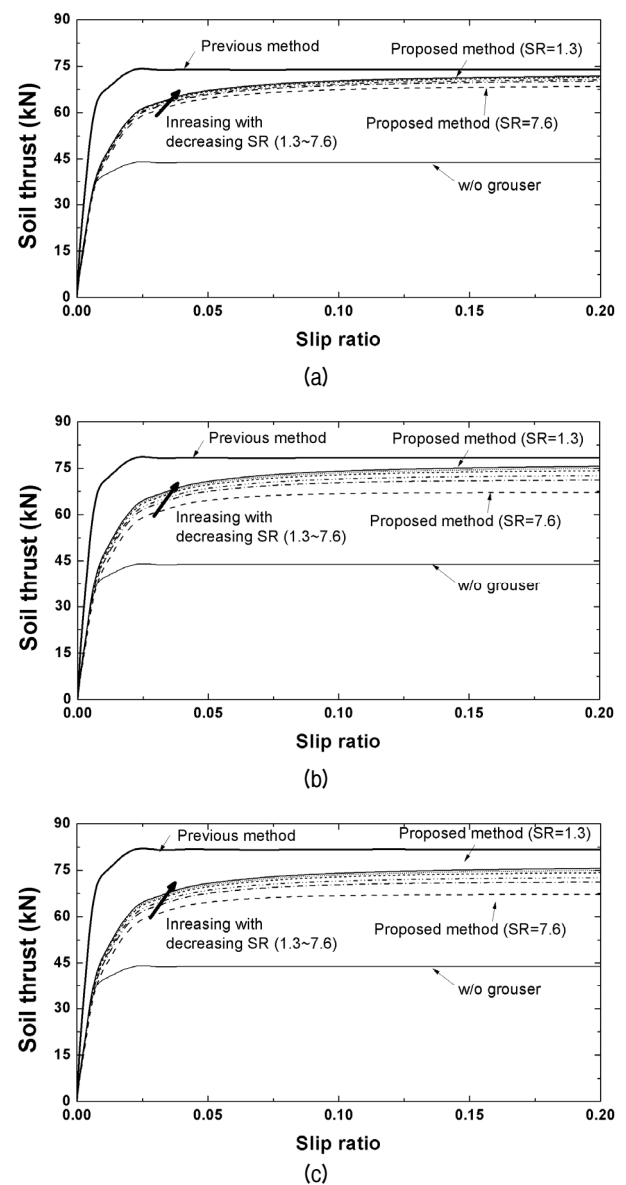 90
Previous method
Proposed method (SR=1.3)
75
60
Inreasing with
decreasing SR (1.3~7.6)
Proposed method (SR=7.6)
45
w/o grouser
30
15
0
Soil thrust (kN)
0.00 0.05 0.10 0.15 0.20
Slip ratio
(a)
90
Previous method
Proposed method (SR=1.3)
75
60
Inreasing with
decreasing SR (1.3~7.6)
Proposed method (SR=7.6)
45
w/o grouser
30
15
0
Soil thrust (kN)
0.00 0.05 0.10 0.15 0.20
Slip ratio
(b)
90
Previous method
Proposed method (SR=1.3)
75
60
Inreasing with
decreasing SR (1.3~7.6)
Proposed method (SR=7.6)
45
w/o grouser
30
15
0
Soil thrust (kN)
0.00 0.05 0.10 0.15 0.20
Slip ratio
(c)